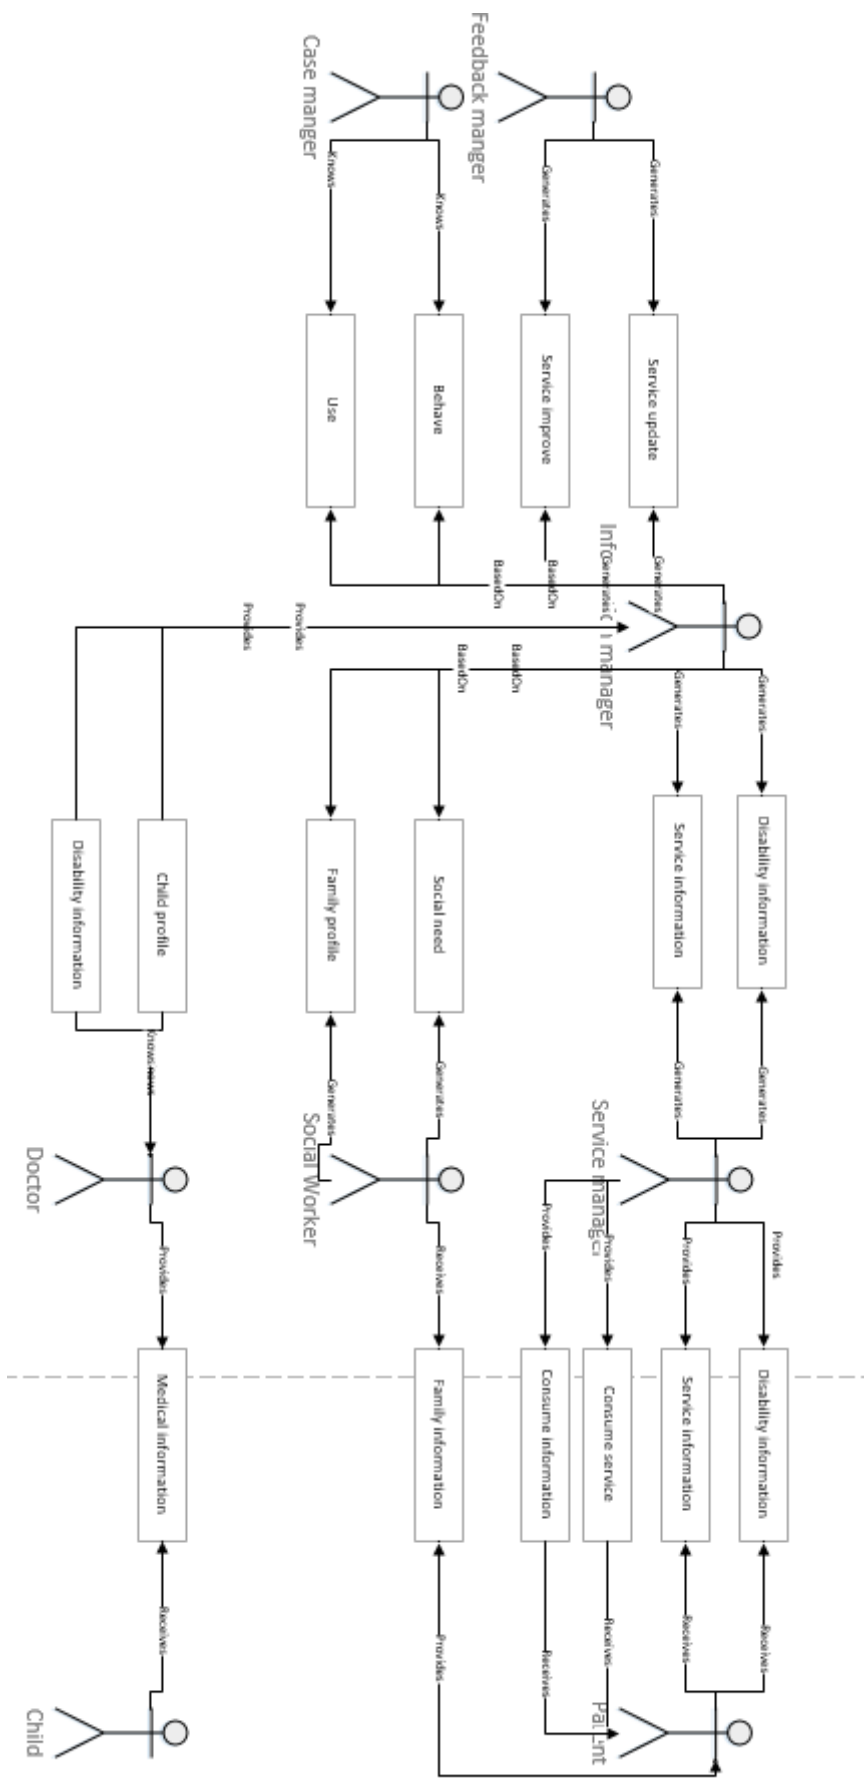 Provides
Generates
Disability information
Generates
Disability information
Receives
Generates
Service information
Generates
Provides
Service information
Receives
Generates
Service update
Generates
Generates
manager
Service manager
Provides
Consume service
Receives
Generates
Service improve
BasedOn
Provides
Consume information
Receives
BasedOn
BasedOn
Feedback manger
BasedOn
Knows
Behave
Social need
Generates
Receives
Family information
Provides
Knows
Use
Family profile
Generates
Case manger
Social Worker
Provides
Provides
Child profile
Provides
Medical information
Receives
Knows
Disability information
Doctor
Child